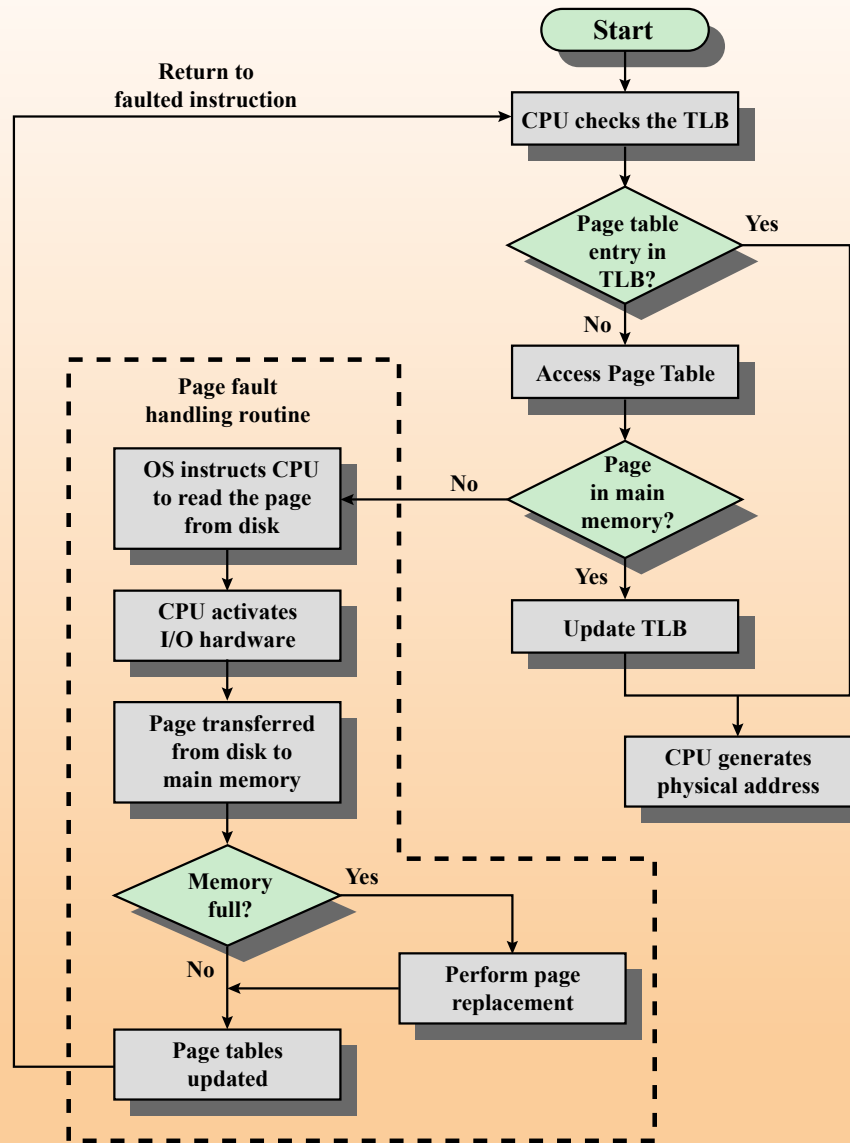 Start
Return to
faulted instruction
CPU checks the TLB
Page table
entry in
TLB?
Yes
No
Access Page Table
Page fault
handling routine
OS instructs CPU
to read the page
from disk
No
Page
in main
memory?
Yes
CPU activates
I/O hardware
Update TLB
Page transferred
from disk to
main memory
CPU generates
physical address
Memory
full?
Yes
No
Perform page
replacement
Page tables
updated